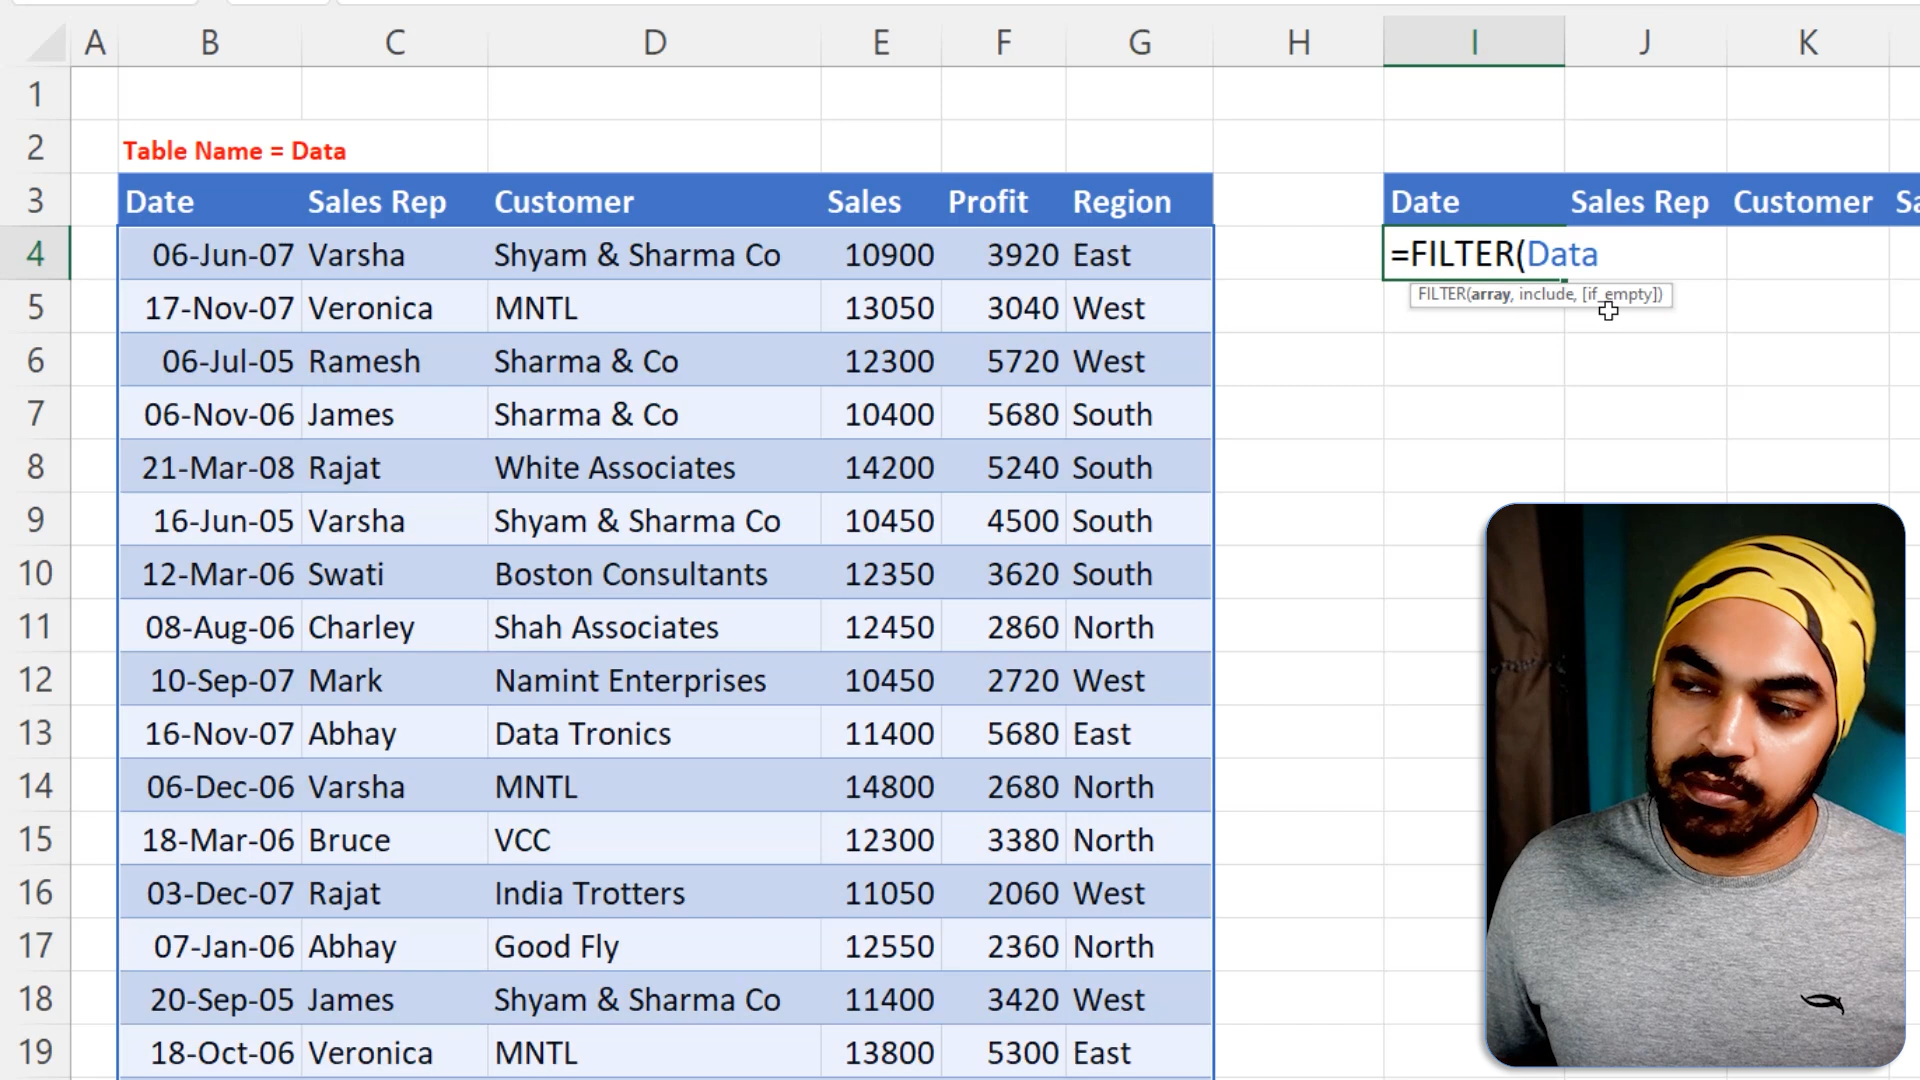 A B C D E F G H I J K
1
2 Table Name = Data
3 Date Sales Rep Customer Sales Profit Region Date Sales Rep Customer Sa
4 06-Jun-07 Varsha Shyam & Sharma Co 10900 3920 East =FILTER(Data
FILTER(array, include, [if_empty])
5 17-Nov-07 Veronica MNTL 13050 3040 West
6 06-Jul-05 Ramesh Sharma & Co 12300 5720 West
7 06-Nov-06 James Sharma & Co 10400 5680 South
8 21-Mar-08 Rajat White Associates 14200 5240 South
9 16-Jun-05 Varsha Shyam & Sharma Co 10450 4500 South
10 12-Mar-06 Swati Boston Consultants 12350 3620 South
11 08-Aug-06 Charley Shah Associates 12450 2860 North
12 10-Sep-07 Mark Namint Enterprises 10450 2720 West
13 16-Nov-07 Abhay Data Tronics 11400 5680 East
14 06-Dec-06 Varsha MNTL 14800 2680 North
15 18-Mar-06 Bruce VCC 12300 3380 North
16 03-Dec-07 Rajat India Trotters 11050 2060 West
17 07-Jan-06 Abhay Good Fly 12550 2360 North
18 20-Sep-05 James Shyam & Sharma Co 11400 3420 West
19 18-Oct-06 Veronica MNTL 13800 5300 East